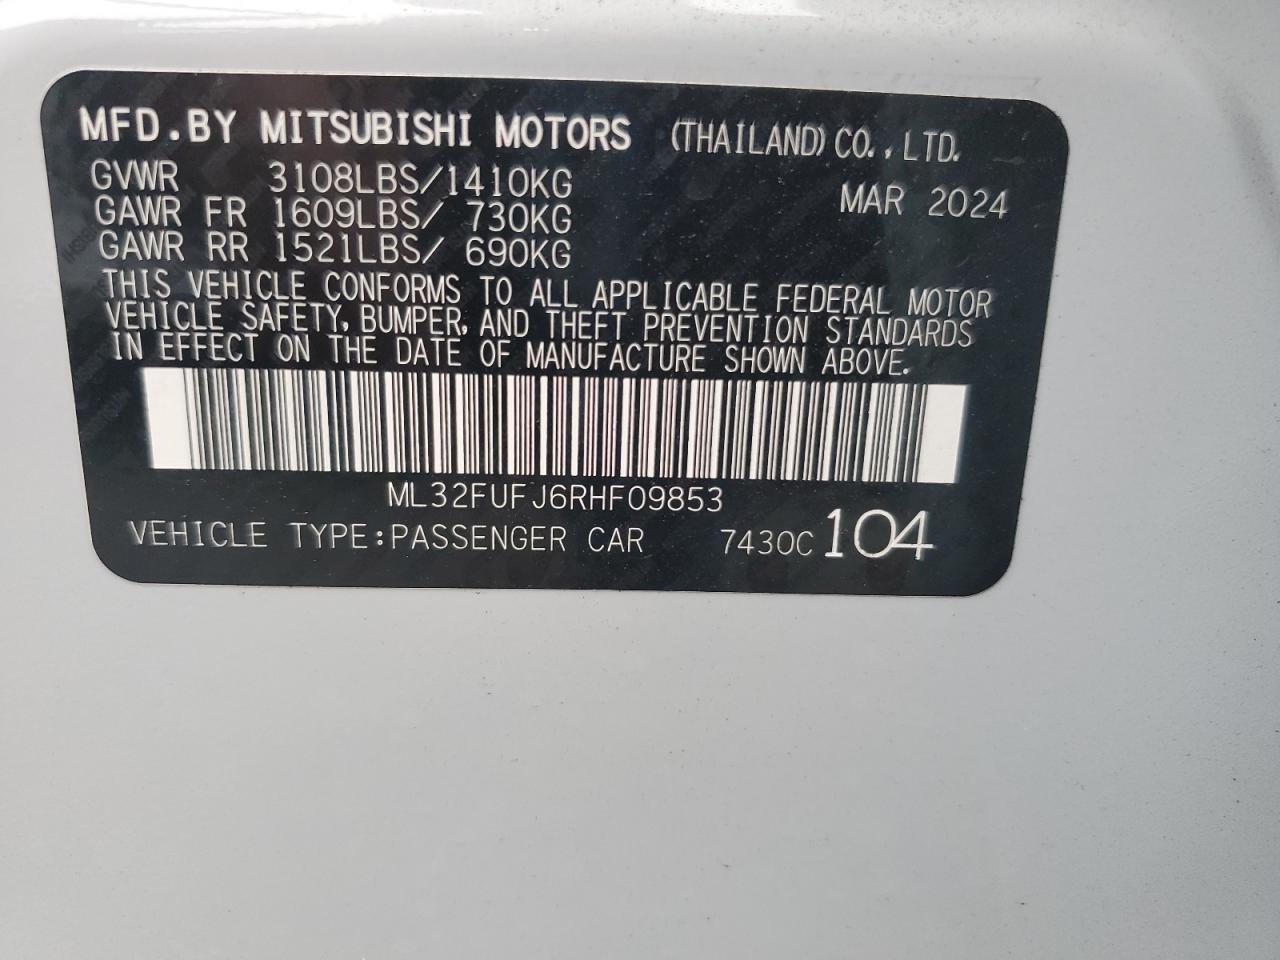 MFD.BY MITSUBISHI MOTORS (THAILAND) CO.,LTD.
GVWR 3108LBS/1410KG MAR 2024
GAWR FR 1609LBS/ 730KG
GAWR RR 1521LBS/ 690KG
THIS VEHICLE CONFORMS TO ALL APPLICABLE FEDERAL MOTOR
VEHICLE SAFETY, BUMPER, AND THEFT PREVENTION STANDARDS
IN EFFECT ON THE DATE OF MANUFACTURE SHOWN ABOVE.
ML32FUFJ6RHF09853
VEHICLE TYPE:PASSENGER CAR 7430C 104